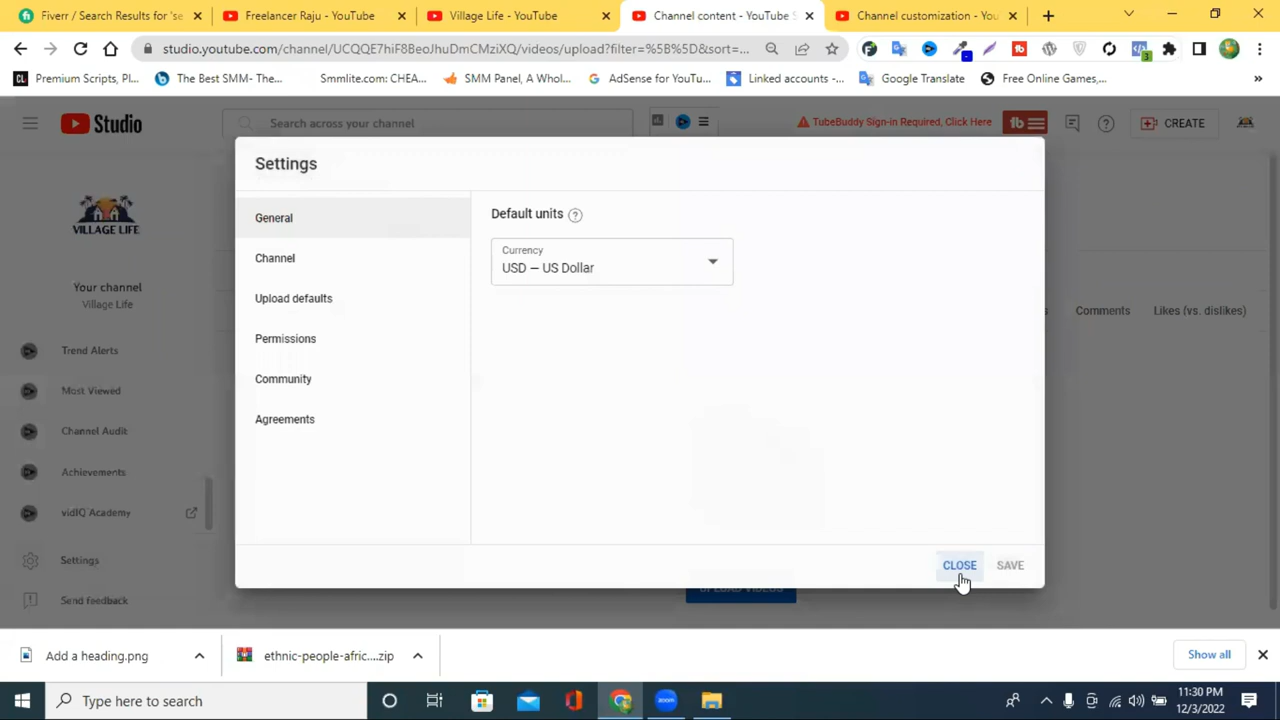 Fiverr / Search Results for 'se
Freelancer Raju - YouTube
Village Life - YouTube
Channel content - YouTube S
Channel customization - You
studio.youtube.com/channel/UCQQE7hiF8BeoJhuDmCMziXQ/videos/upload?filter=%5B%5D&sort=...
Premium Scripts, Pl...
The Best SMM- The...
Smmlite.com: CHEA...
SMM Panel, A Whol...
AdSense for YouTu...
Linked accounts -...
Google Translate
Free Online Games,...
Studio
Search across your channel
TubeBuddy Sign-in Required, Click Here
CREATE
Settings
General
Channel
Upload defaults
Permissions
Community
Agreements
Default units
Currency
USD – US Dollar
CLOSE
SAVE
VILLAGE LIFE
Your channel
Village Life
Trend Alerts
Most Viewed
Channel Audit
Achievements
vidIQ Academy
Settings
Send feedback
Comments
Likes (vs. dislikes)
UPLOAD VIDEOS
Add a heading.png
ethnic-people-afric....zip
Show all
Type here to search
11:30 PM
12/3/2022